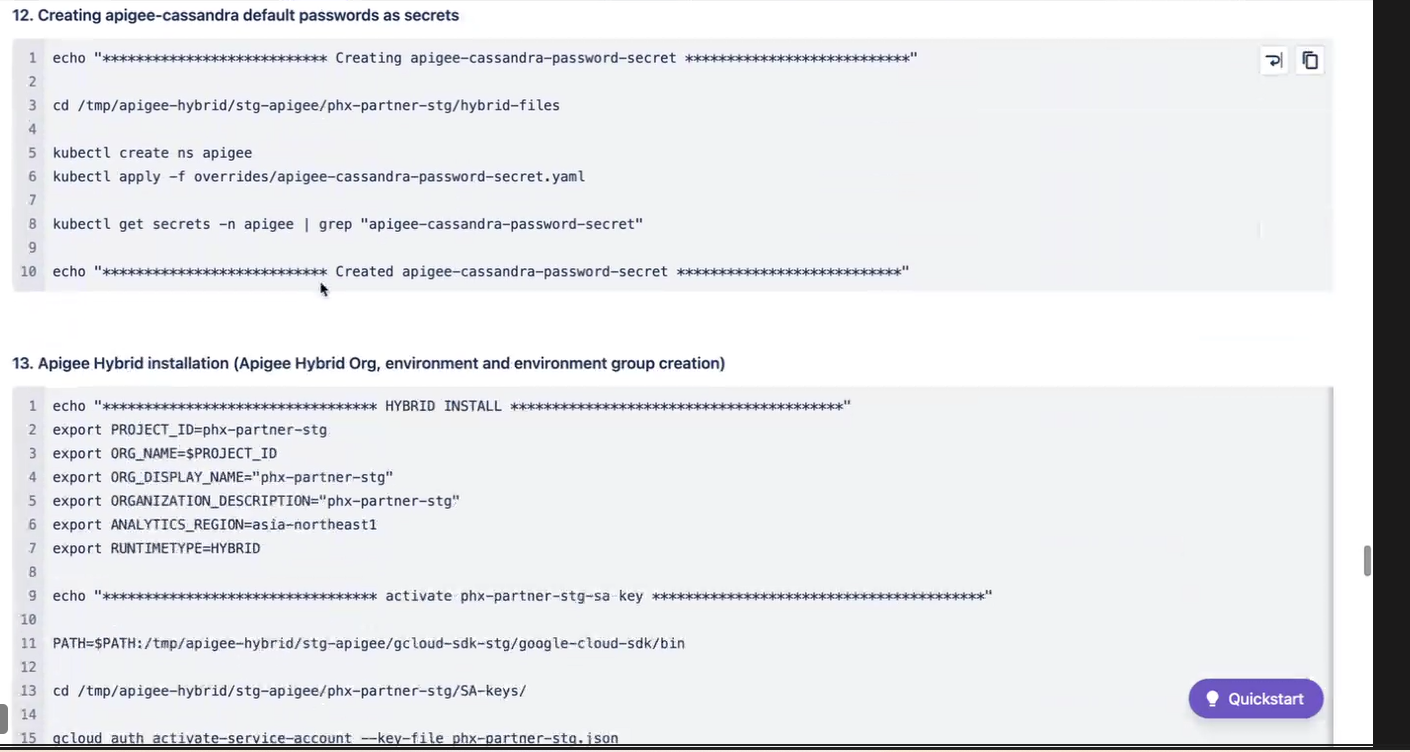 12. Creating apigee-cassandra default passwords as secrets
1 echo "*************************** Creating apigee-cassandra-password-secret ***************************"
2
3 cd /tmp/apigee-hybrid/stg-apigee/phx-partner-stg/hybrid-files
4
5 kubectl create ns apigee
6 kubectl apply -f overrides/apigee-cassandra-password-secret.yaml
7
8 kubectl get secrets -n apigee | grep "apigee-cassandra-password-secret"
9
10 echo "*************************** Created apigee-cassandra-password-secret ***************************"
13. Apigee Hybrid installation (Apigee Hybrid Org, environment and environment group creation)
1 echo "********************************* HYBRID INSTALL ****************************************"
2 export PROJECT_ID=phx-partner-stg
3 export ORG_NAME=$PROJECT_ID
4 export ORG_DISPLAY_NAME="phx-partner-stg"
5 export ORGANIZATION_DESCRIPTION="phx-partner-stg"
6 export ANALYTICS_REGION=asia-northeast1
7 export RUNTIMETYPE=HYBRID
8
9 echo "********************************* activate phx-partner-stg-sa key ****************************************"
10
11 PATH=$PATH:/tmp/apigee-hybrid/stg-apigee/gcloud-sdk-stg/google-cloud-sdk/bin
12
13 cd /tmp/apigee-hybrid/stg-apigee/phx-partner-stg/SA-keys/
14
15 gcloud auth activate-service-account --key-file phx-partner-stg.json
Quickstart